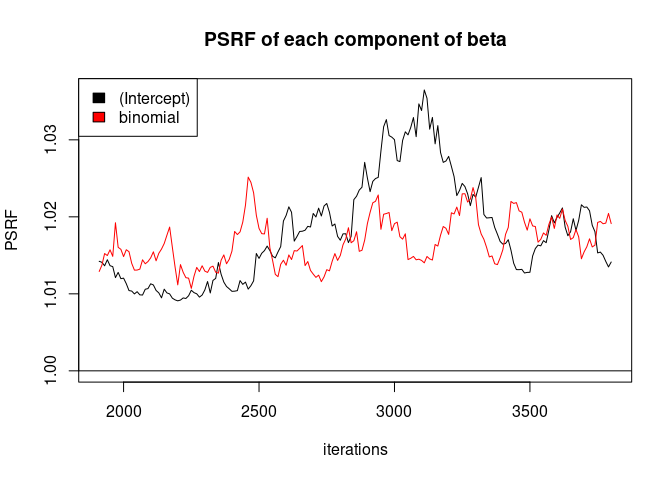 PSRF of each component of beta
(Intercept)
binomial
PSRF
1.03
1.02
1.01
1.00
2000 2500 3000 3500
iterations